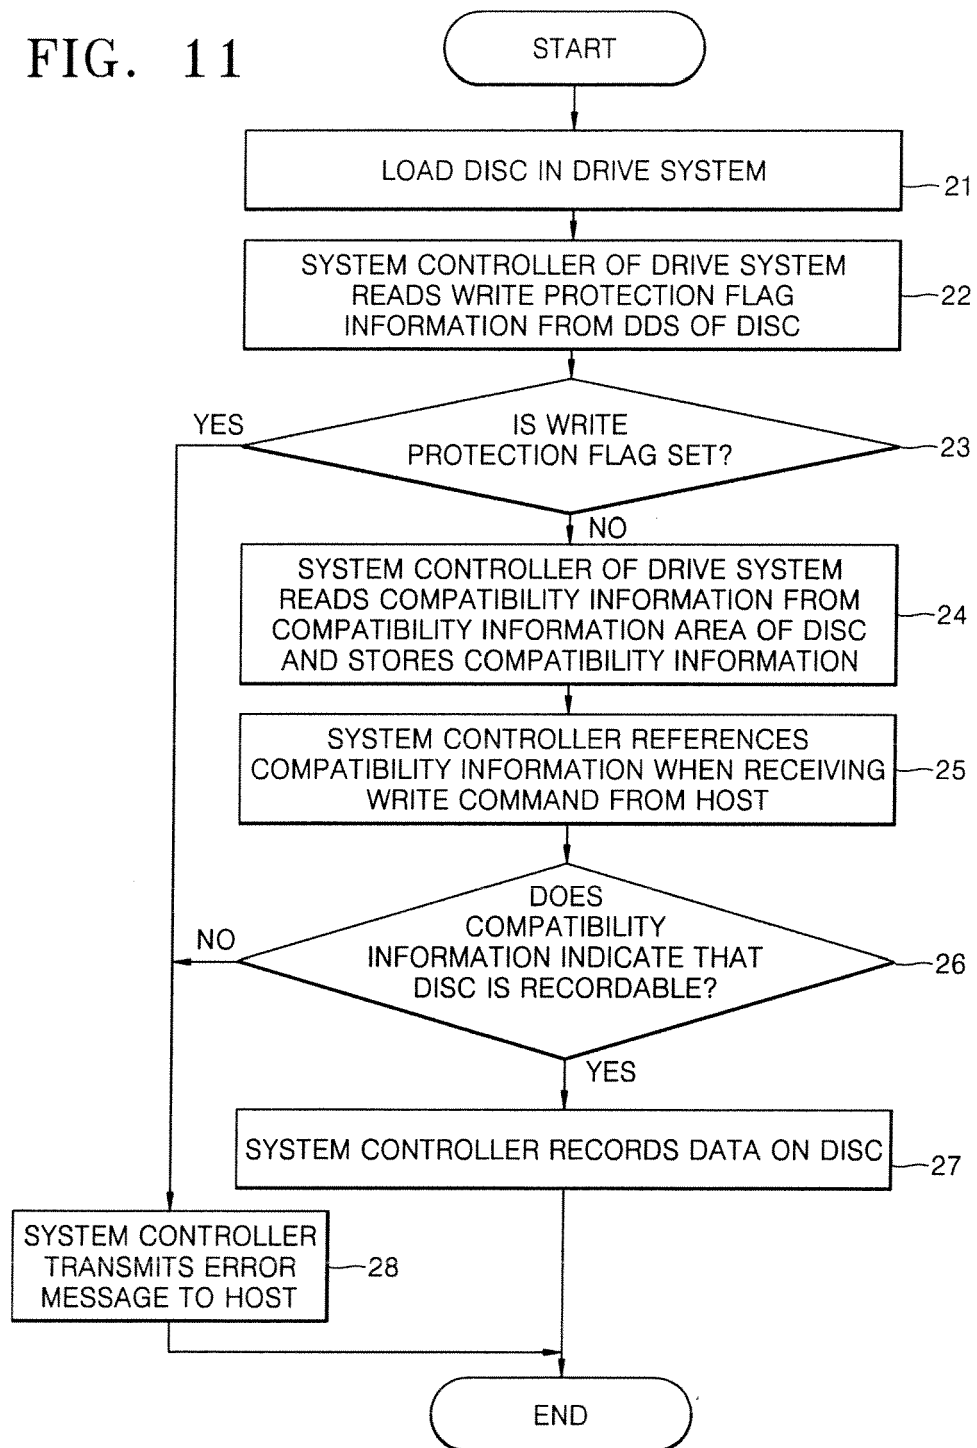 FIG. 11
START
LOAD DISC IN DRIVE SYSTEM
21
SYSTEM CONTROLLER OF DRIVE SYSTEM
READS WRITE PROTECTION FLAG
INFORMATION FROM DDS OF DISC
22
YES
IS WRITE
PROTECTION FLAG SET?
23
NO
SYSTEM CONTROLLER OF DRIVE SYSTEM
READS COMPATIBILITY INFORMATION FROM
COMPATIBILITY INFORMATION AREA OF DISC
AND STORES COMPATIBILITY INFORMATION
24
SYSTEM CONTROLLER REFERENCES
COMPATIBILITY INFORMATION WHEN RECEIVING
WRITE COMMAND FROM HOST
25
NO
DOES
COMPATIBILITY
INFORMATION INDICATE THAT
DISC IS RECORDABLE?
26
YES
SYSTEM CONTROLLER RECORDS DATA ON DISC
27
SYSTEM CONTROLLER
TRANSMITS ERROR
MESSAGE TO HOST
28
END